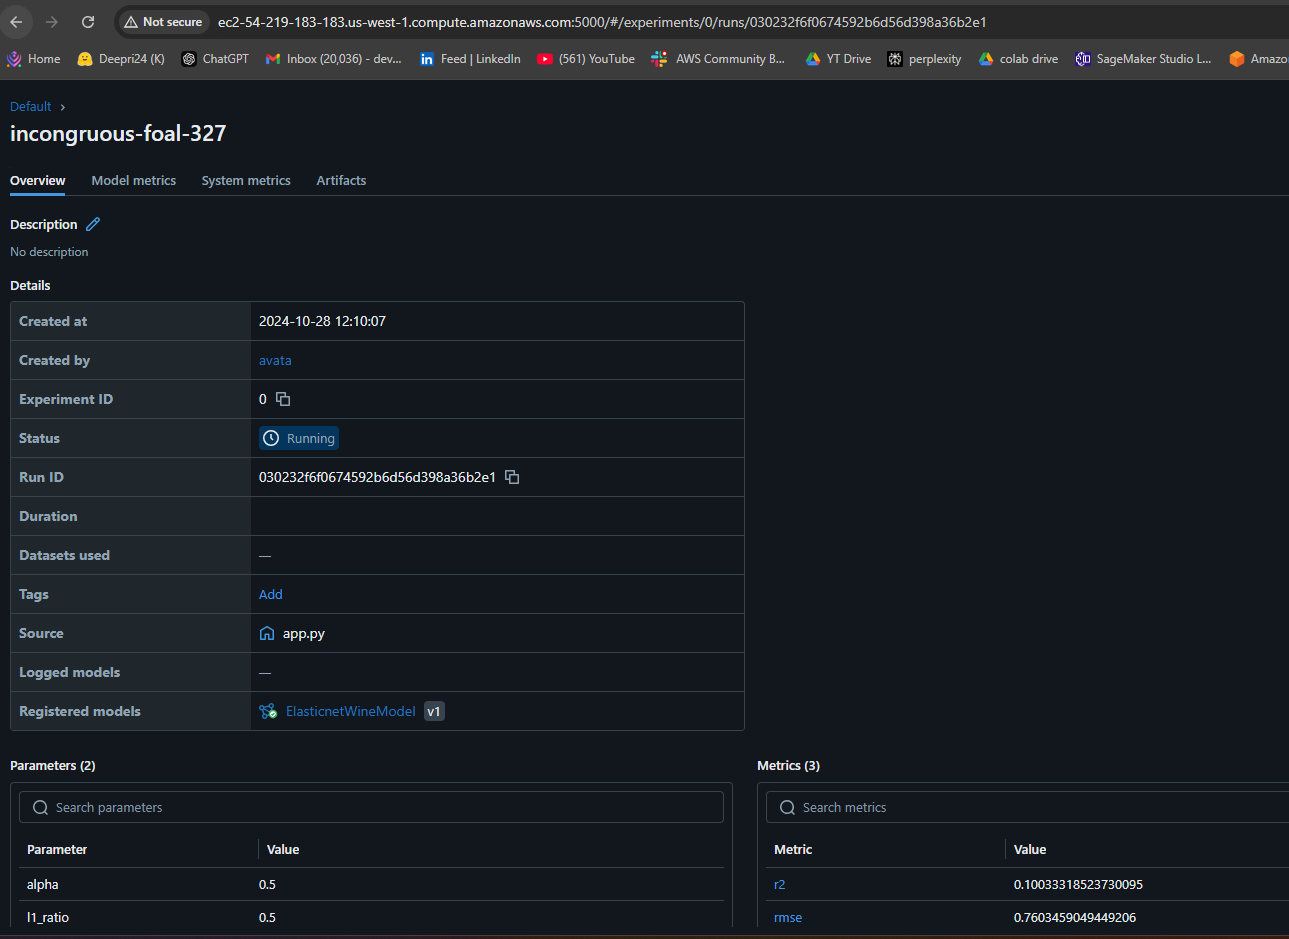 Not secure ec2-54-219-183-183.us-west-1.compute.amazonaws.com:5000/#/experiments/0/runs/030232f6f0674592b6d56d398a36b2e1
Home Deepri24 (K) ChatGPT Inbox (20,036) - dev... Feed | LinkedIn (561) YouTube AWS Community B... YT Drive perplexity colab drive SageMaker Studio L... Amazo
Default
incongruous-foal-327
Overview Model metrics System metrics Artifacts
Description
No description
Details
Created at 2024-10-28 12:10:07
Created by avata
Experiment ID 0
Status Running
Run ID 030232f6f0674592b6d56d398a36b2e1
Duration
Datasets used —
Tags Add
Source app.py
Logged models —
Registered models ElasticnetWineModel v1
Parameters (2)
Search parameters
Parameter Value
alpha 0.5
l1_ratio 0.5
Metrics (3)
Search metrics
Metric Value
r2 0.10033318523730095
rmse 0.7603459049449206